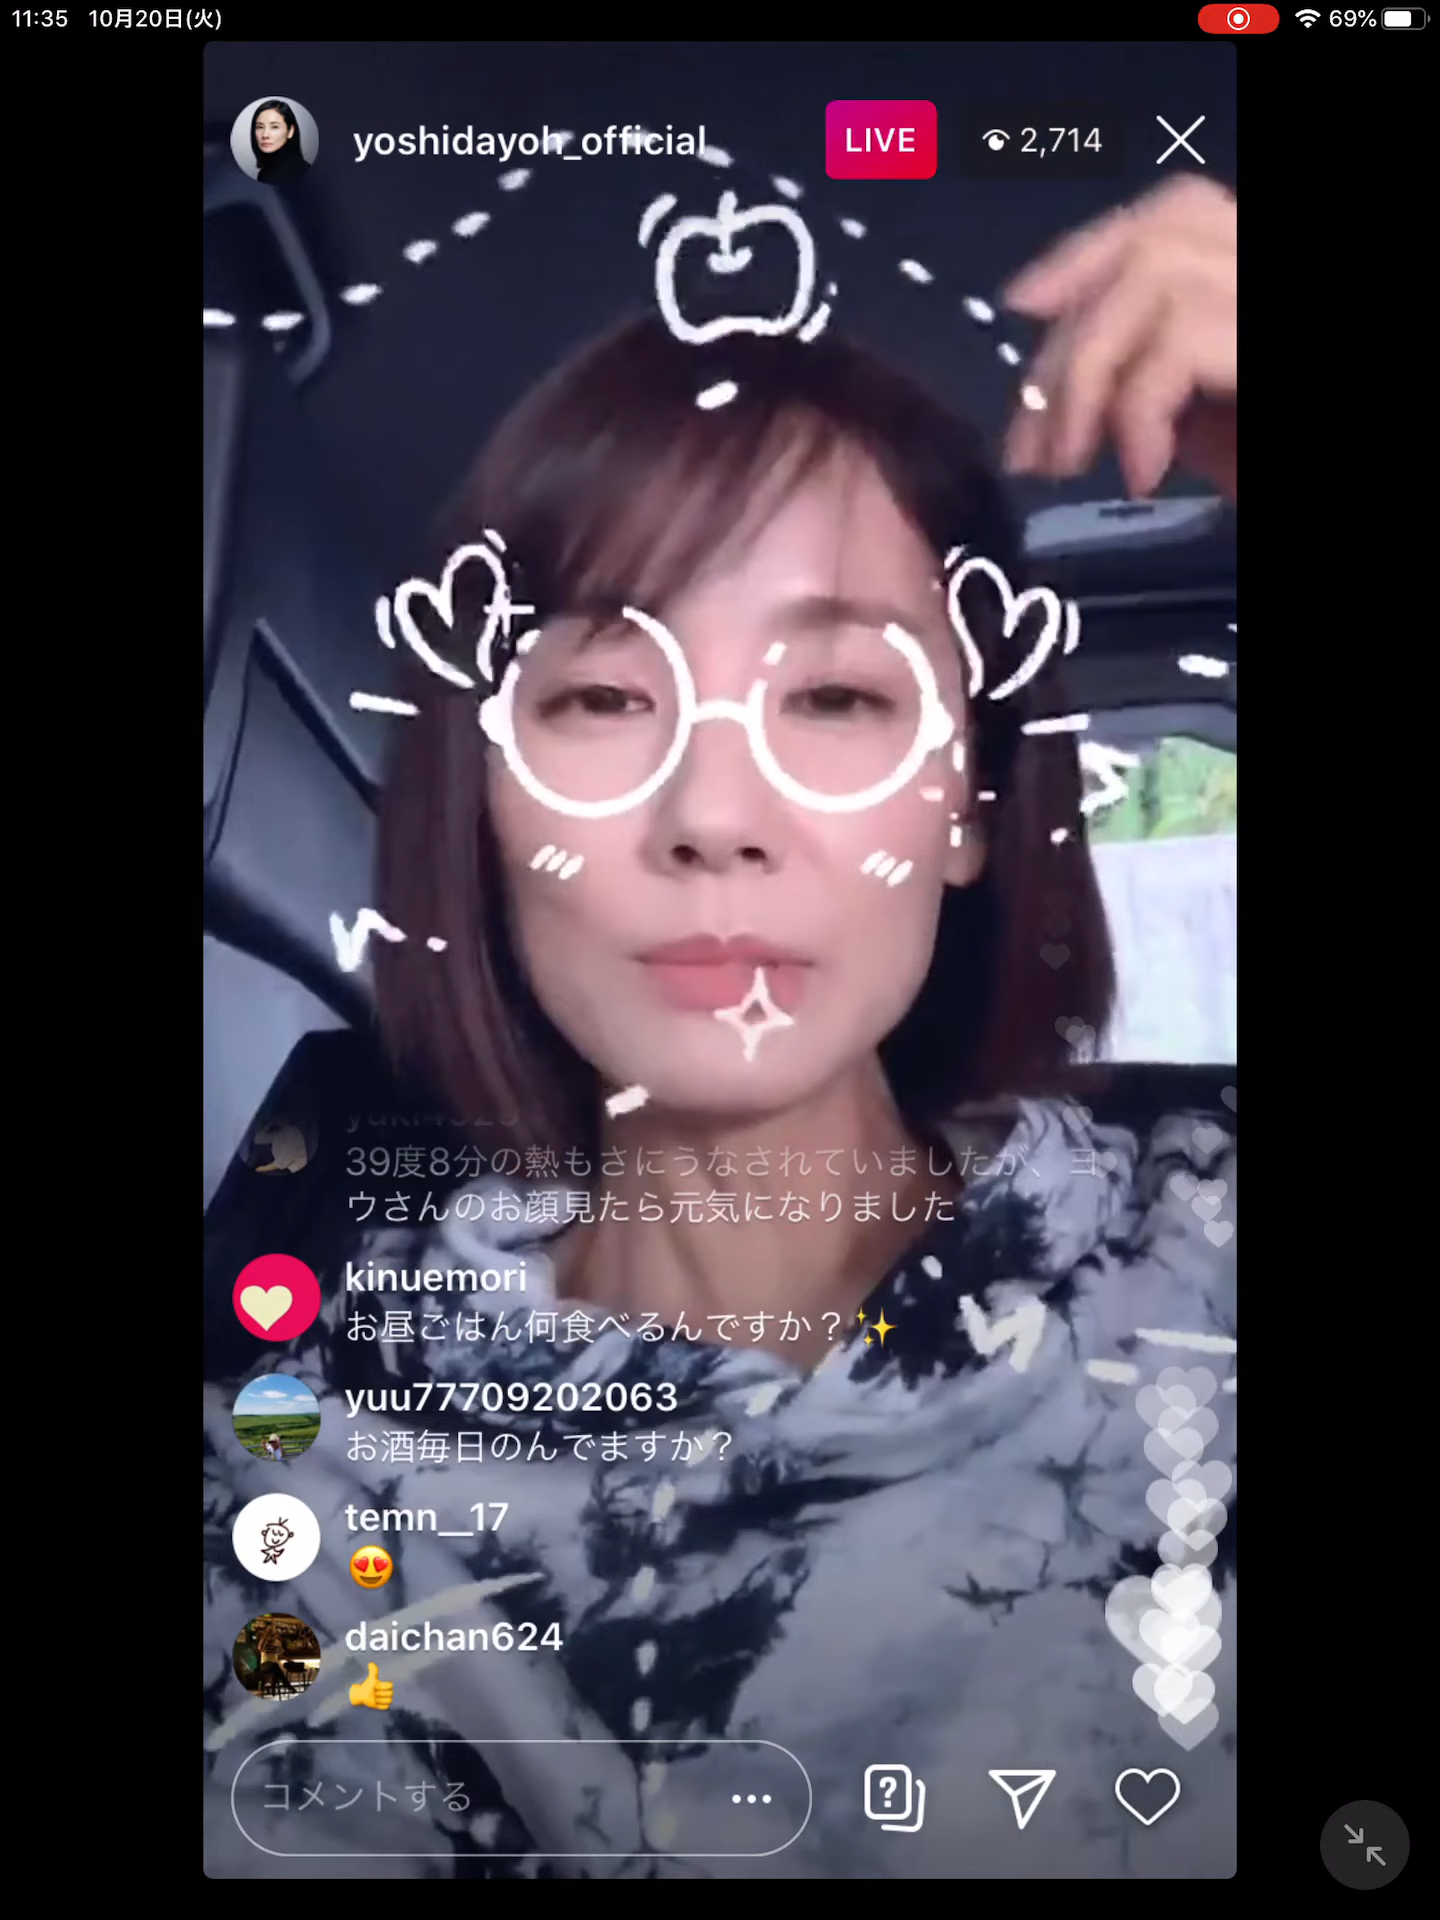 11:35 10月20日(火) 69%
yoshidayoh_official LIVE 2,714
39度8分の熱もさにうなされていましたが、ヨ
ウさんのお顔見たら元気になりました
kinuemori
お昼ごはん何食べるんですか？✨
yuu77709202063
お酒毎日のんでますか？
temn__17
😍
daichan624
👍
コメントする